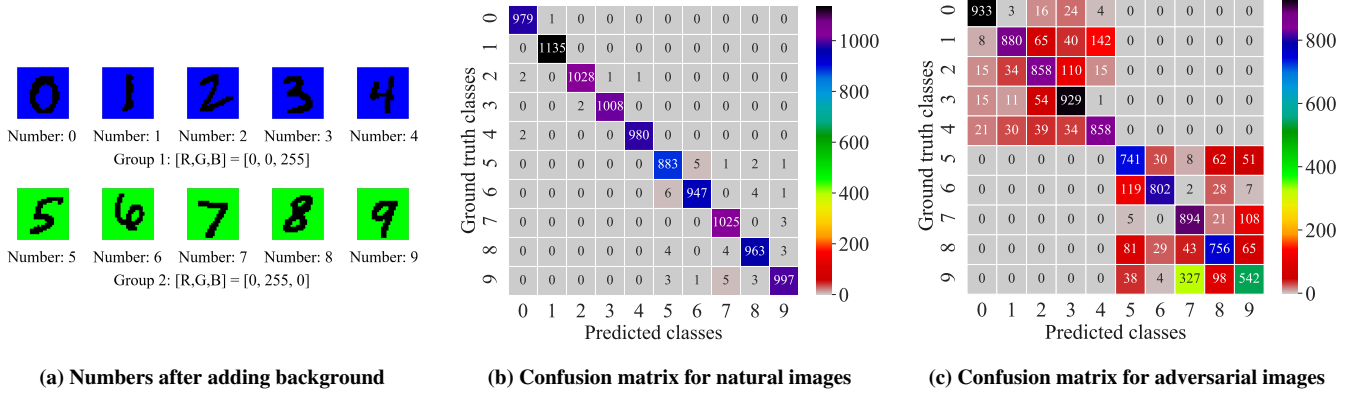 0 1 2 3 4
Number: 0 Number: 1 Number: 2 Number: 3 Number: 4
Group 1: [R,G,B] = [0, 0, 255]
5 6 7 8 9
Number: 5 Number: 6 Number: 7 Number: 8 Number: 9
Group 2: [R,G,B] = [0, 255, 0]
(a) Numbers after adding background
Ground truth classes
0 979 1 0 0 0 0 0 0 0 0
1 0 1135 0 0 0 0 0 0 0 0
2 2 0 1028 1 1 0 0 0 0 0
3 0 0 2 1008 0 0 0 0 0 0
4 2 0 0 0 980 0 0 0 0 0
5 0 0 0 0 0 883 5 1 2 1
6 0 0 0 0 0 6 947 0 4 1
7 0 0 0 0 0 0 0 1025 0 3
8 0 0 0 0 0 4 0 4 963 3
9 0 0 0 0 0 3 1 5 3 997
0 1 2 3 4 5 6 7 8 9
Predicted classes
1000
800
600
400
200
0
(b) Confusion matrix for natural images
Ground truth classes
0 933 3 16 24 4 0 0 0 0 0
1 8 880 65 40 142 0 0 0 0 0
2 15 34 858 110 15 0 0 0 0 0
3 15 11 54 929 1 0 0 0 0 0
4 21 30 39 34 858 0 0 0 0 0
5 0 0 0 0 0 741 30 8 62 51
6 0 0 0 0 0 119 802 2 28 7
7 0 0 0 0 0 5 0 894 21 108
8 0 0 0 0 0 81 29 43 756 65
9 0 0 0 0 0 38 4 327 98 542
0 1 2 3 4 5 6 7 8 9
Predicted classes
800
600
400
200
0
(c) Confusion matrix for adversarial images